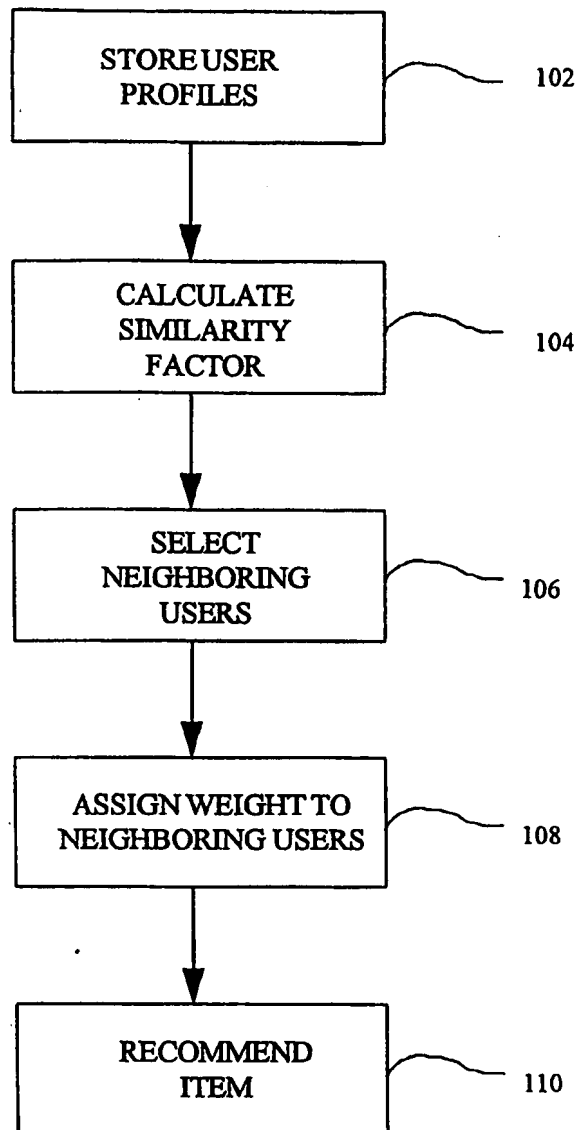 STORE USER
PROFILES
102
CALCULATE
SIMILARITY
FACTOR
104
SELECT
NEIGHBORING
USERS
106
ASSIGN WEIGHT TO
NEIGHBORING USERS
108
RECOMMEND
ITEM
110